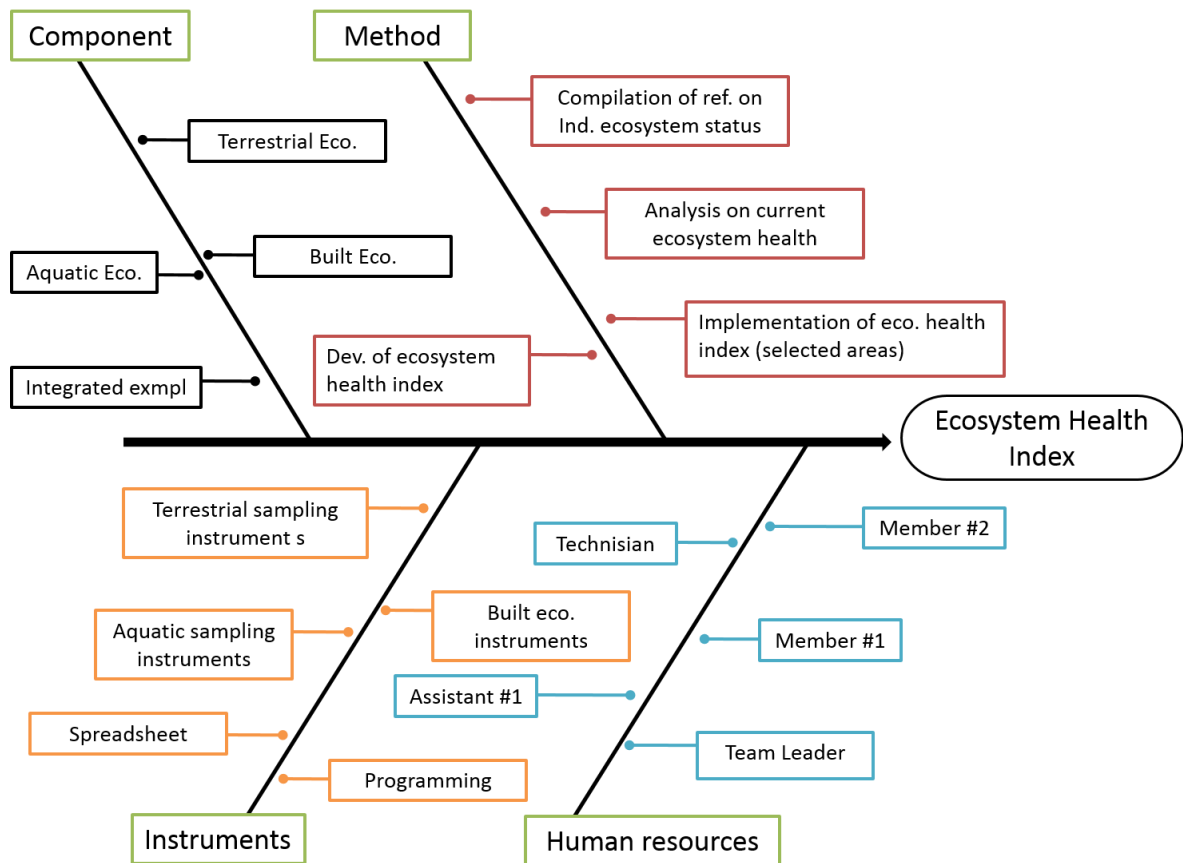 Component
Method
Compilation of ref. on
Ind. ecosystem status
Terrestrial Eco.
Analysis on current
ecosystem health
Built Eco.
Aquatic Eco.
Implementation of eco. health
index (selected areas)
Dev. of ecosystem
health index
Integrated exmpl
Ecosystem Health
Index
Terrestrial sampling
instrument s
Technisian
Member #2
Built eco.
instruments
Aquatic sampling
instruments
Member #1
Assistant #1
Spreadsheet
Team Leader
Programming
Instruments
Human resources